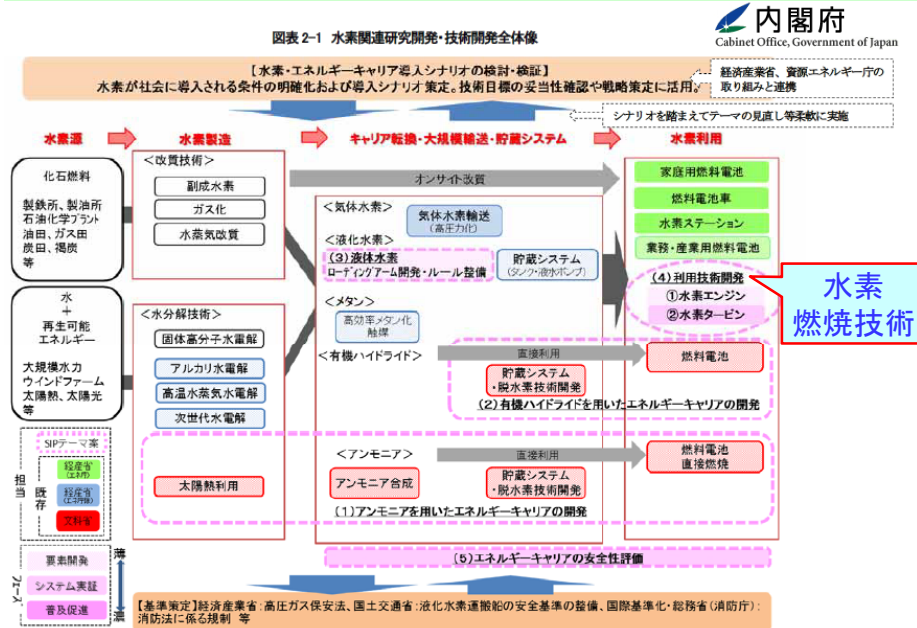 内閣府
Cabinet Office, Government of Japan
図表 2-1 水素関連研究開発・技術開発全体像
【水素・エネルギーキャリア導入シナリオの検討・検証】
水素が社会に導入される条件の明確化および導入シナリオ策定。技術目標の妥当性確認や戦略策定に活用。
経済産業省、資源エネルギー庁の
取り組みと連携
シナリオを踏まえてテーマの見直し等柔軟に実施
水素源
水素製造
キャリア転換・大規模輸送・貯蔵システム
水素利用
化石燃料
製鉄所、製油所
石油化学プラント
油田、ガス田
炭田、褐炭
等
<改質技術>
副成水素
ガス化
水蒸気改質
オンサイト改質
<気体水素>
気体水素輸送
(高圧力化)
<液化水素>
(3)液体水素
ローディングアーム開発・ルール整備
貯蔵システム
(タンク・液水ポンプ)
<メタン>
高効率メタン化
触媒
<有機ハイドライド>
直接利用
貯蔵システム
・脱水素技術開発
(2)有機ハイドライドを用いたエネルギーキャリアの開発
家庭用燃料電池
燃料電池車
水素ステーション
業務・産業用燃料電池
(4)利用技術開発
①水素エンジン
②水素タービン
水素
燃焼技術
燃料電池
水
+
再生可能
エネルギー
大規模水力
ウインドファーム
太陽熱、太陽光
等
<水分解技術>
固体高分子水電解
アルカリ水電解
高温水蒸気水電解
次世代水電解
太陽熱利用
<アンモニア>
アンモニア合成
直接利用
貯蔵システム
・脱水素技術開発
(1)アンモニアを用いたエネルギーキャリアの開発
燃料電池
直接燃焼
(5)エネルギーキャリアの安全性評価
SIPテーマ案
担当
既存
経産省
経産省
文科省
フェーズ
要素開発
システム実証
普及促進
薄
濃
【基準策定】経済産業省:高圧ガス保安法、国土交通省:液化水素運搬船の安全基準の整備、国際基準化・総務省(消防庁):
消防法に係る規制 等